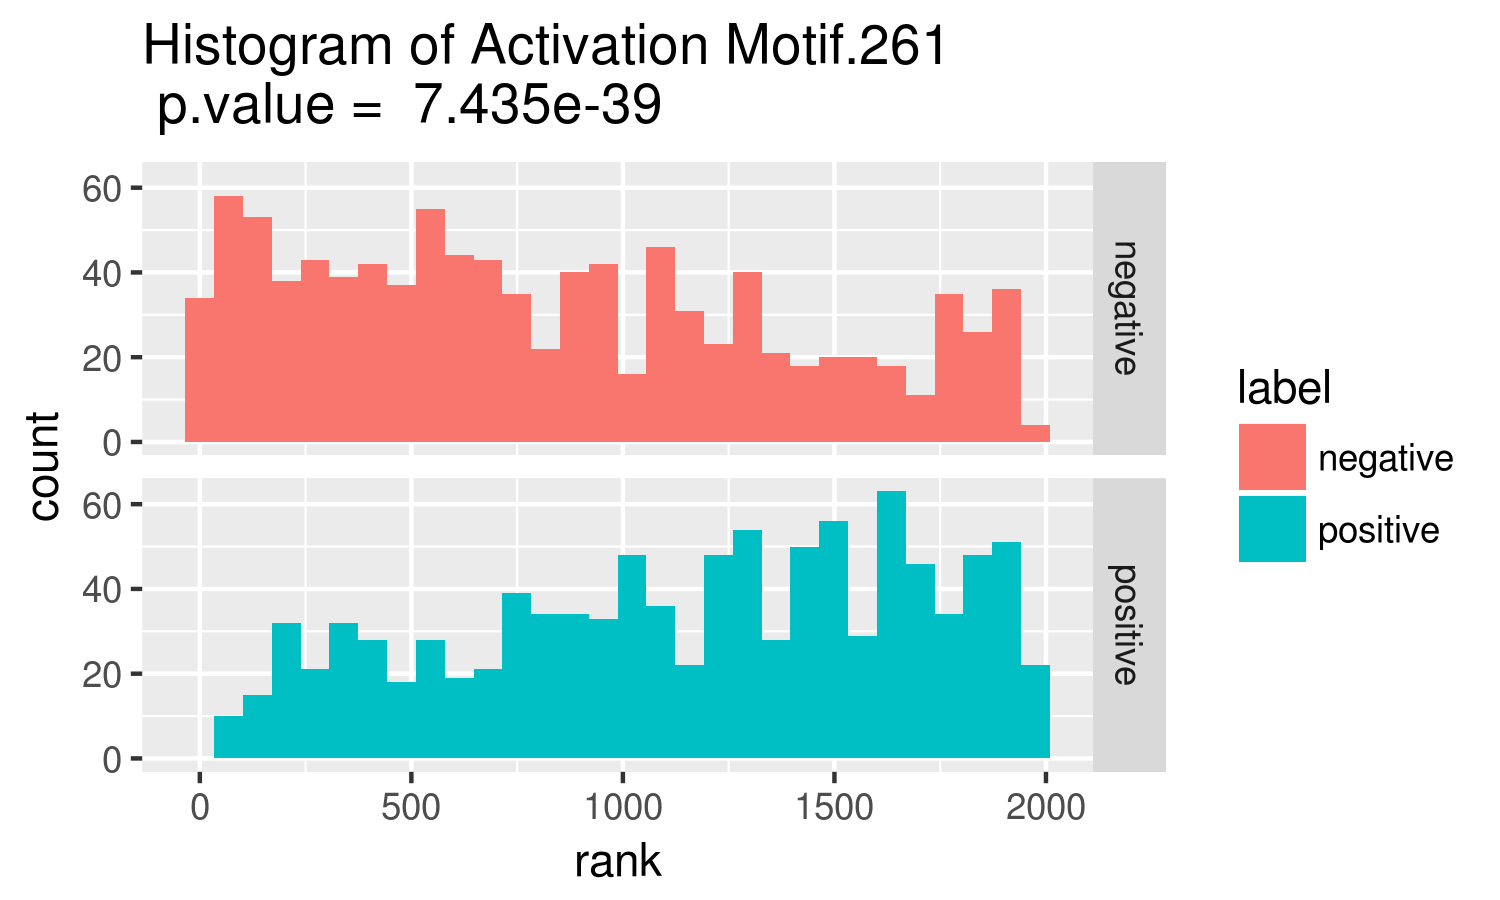 Histogram of Activation Motif.261
p.value = 7.435e-39
60
40
20
0
negative
60
40
20
0
positive
count
0 500 1000 1500 2000
rank
label
negative
positive